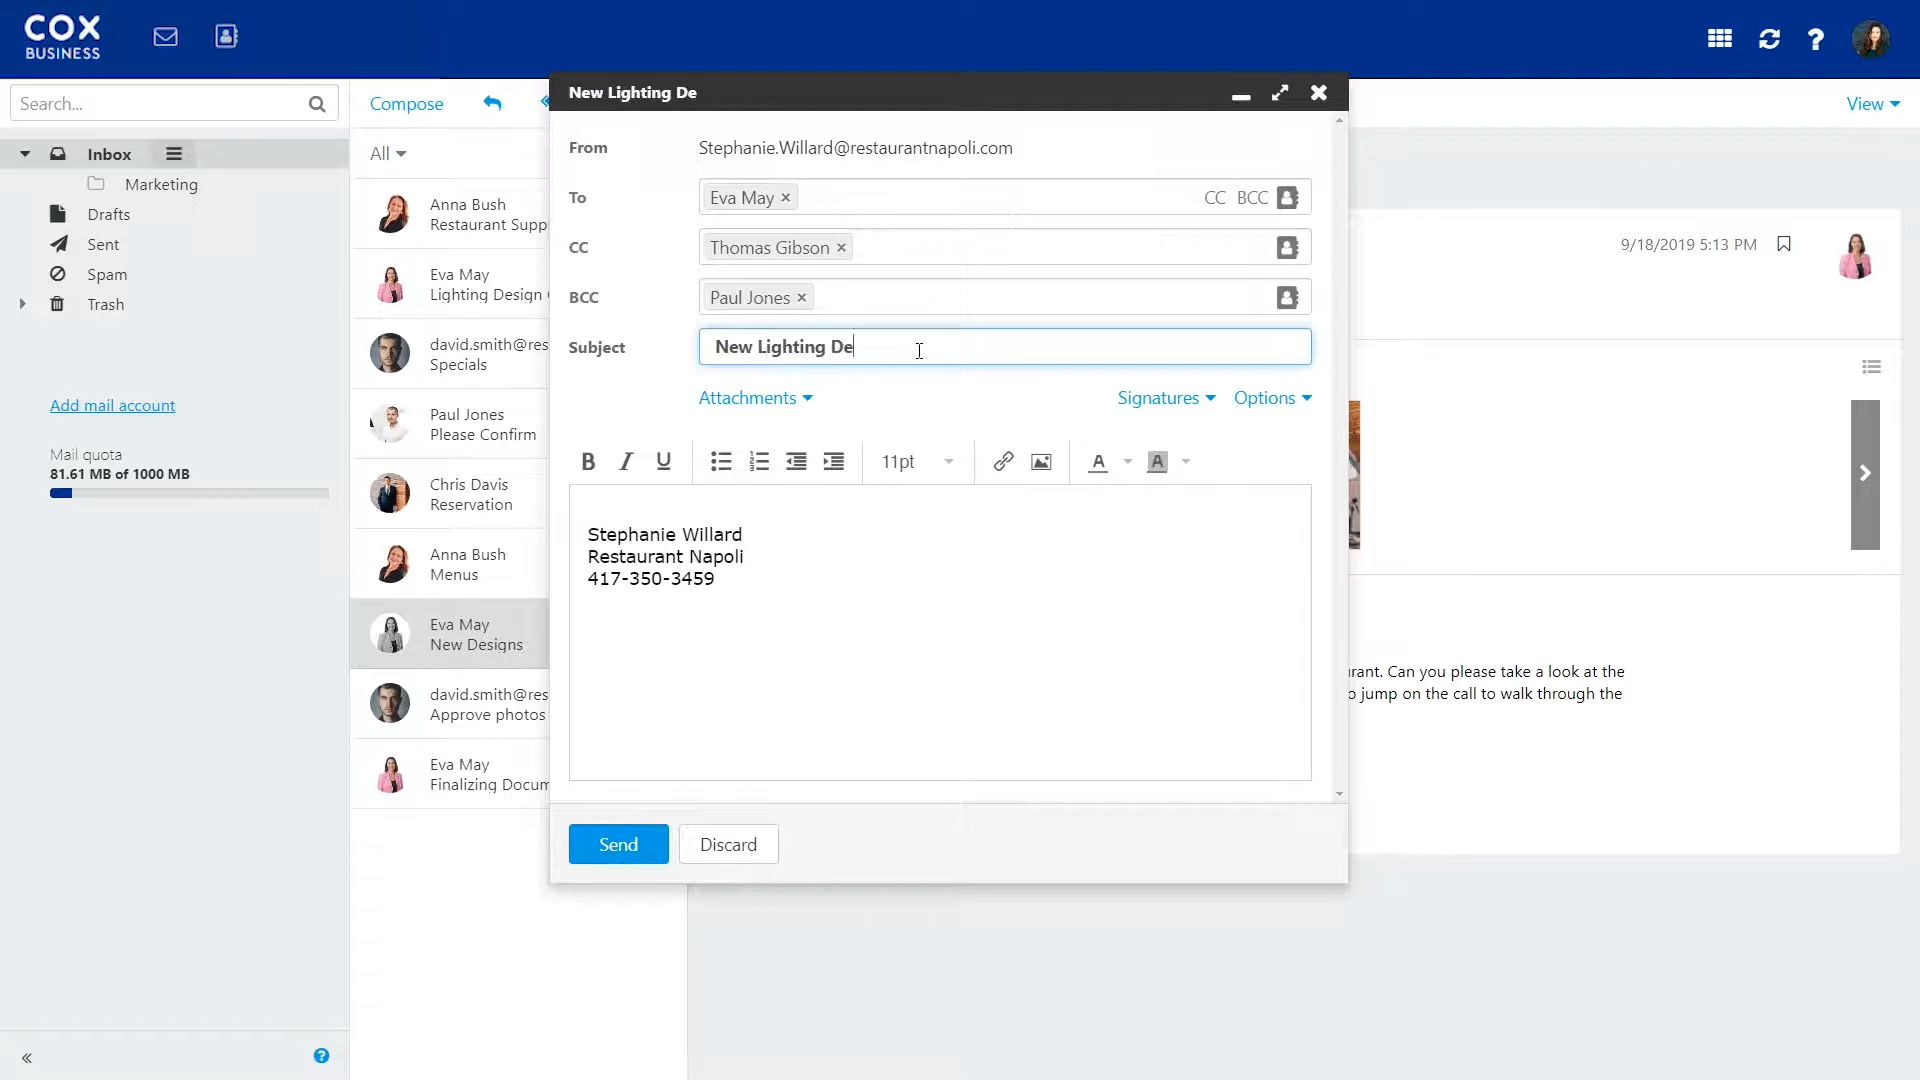 COX
BUSINESS
Search...
Compose
View
New Lighting De
Inbox
Marketing
Drafts
Sent
Spam
Trash
Add mail account
Mail quota
81.61 MB of 1000 MB
All
Anna Bush
Restaurant Supp
Eva May
Lighting Design
david.smith@res
Specials
Paul Jones
Please Confirm
Chris Davis
Reservation
Anna Bush
Menus
Eva May
New Designs
david.smith@res
Approve photos
Eva May
Finalizing Docum
From
Stephanie.Willard@restaurantnapoli.com
To
Eva May ×
CC BCC
CC
Thomas Gibson ×
BCC
Paul Jones ×
Subject
New Lighting De
Attachments
Signatures
Options
B I U
11pt
A
A
Stephanie Willard
Restaurant Napoli
417-350-3459
Send
Discard
9/18/2019 5:13 PM
rant. Can you please take a look at the
o jump on the call to walk through the